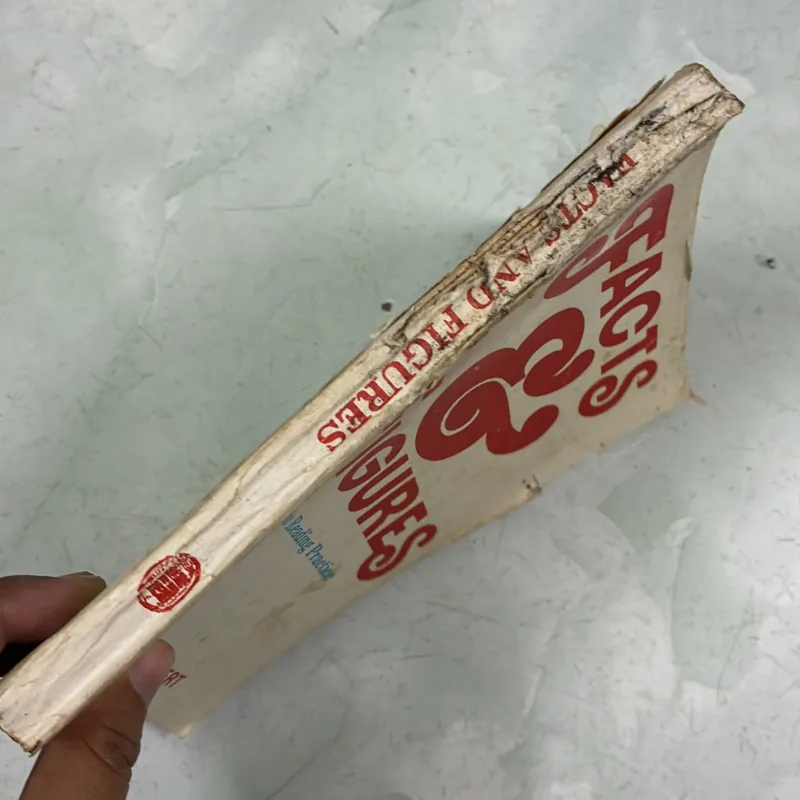 FACTS AND FIGURES
FACTS
&
FIGURES
Reading Practice